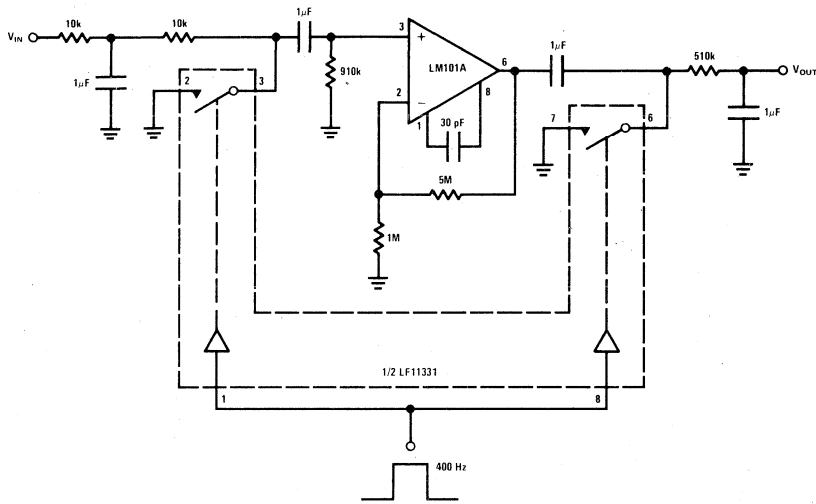 1μF
10k
10k
VIN
3
6
1μF
510k
+
LM101A
VOUT
910k
1μF
2
3
8
2
−
1
30 pF
7
6
1μF
5M
1M
1/2 LF11331
1
8
400 Hz